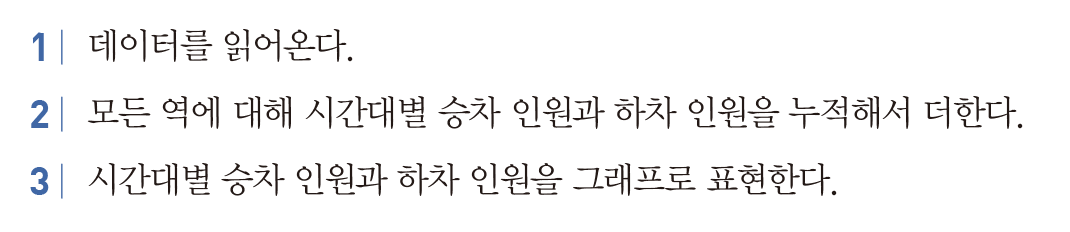 1 | 데이터를 읽어온다.
2 | 모든 역에 대해 시간대별 승차 인원과 하차 인원을 누적해서 더한다.
3 | 시간대별 승차 인원과 하차 인원을 그래프로 표현한다.